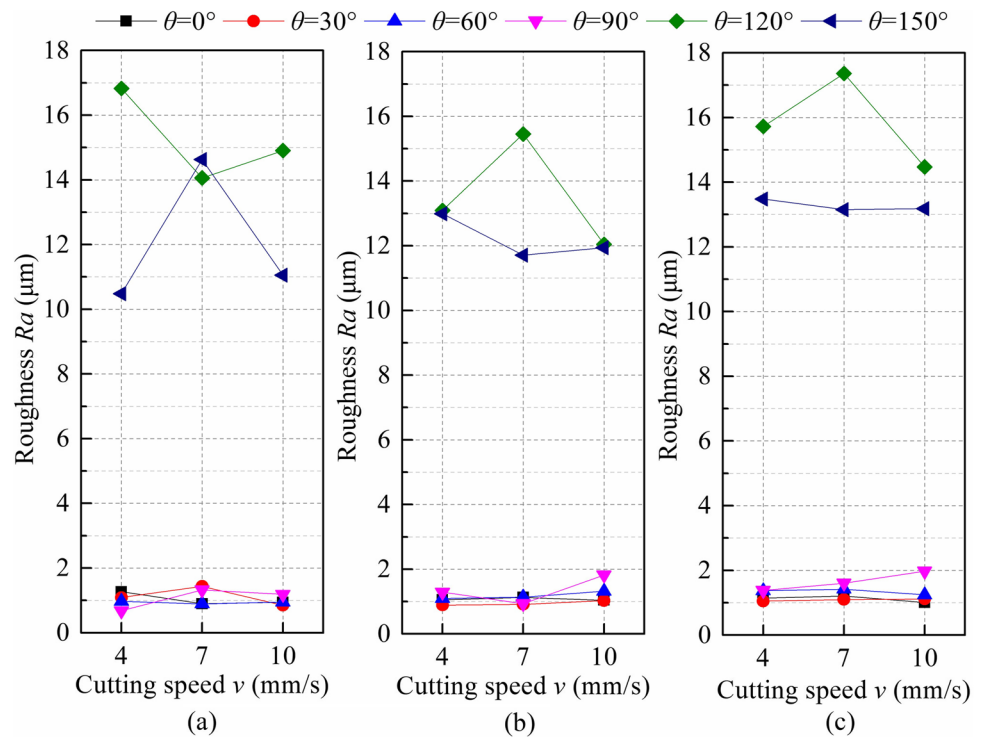 θ=0° θ=30° θ=60° θ=90° θ=120° θ=150°
Roughness Ra (μm)
18
16
14
12
10
8
6
4
2
0
4 7 10
Cutting speed v (mm/s)
(a)
Roughness Ra (μm)
18
16
14
12
10
8
6
4
2
0
4 7 10
Cutting speed v (mm/s)
(b)
Roughness Ra (μm)
18
16
14
12
10
8
6
4
2
0
4 7 10
Cutting speed v (mm/s)
(c)